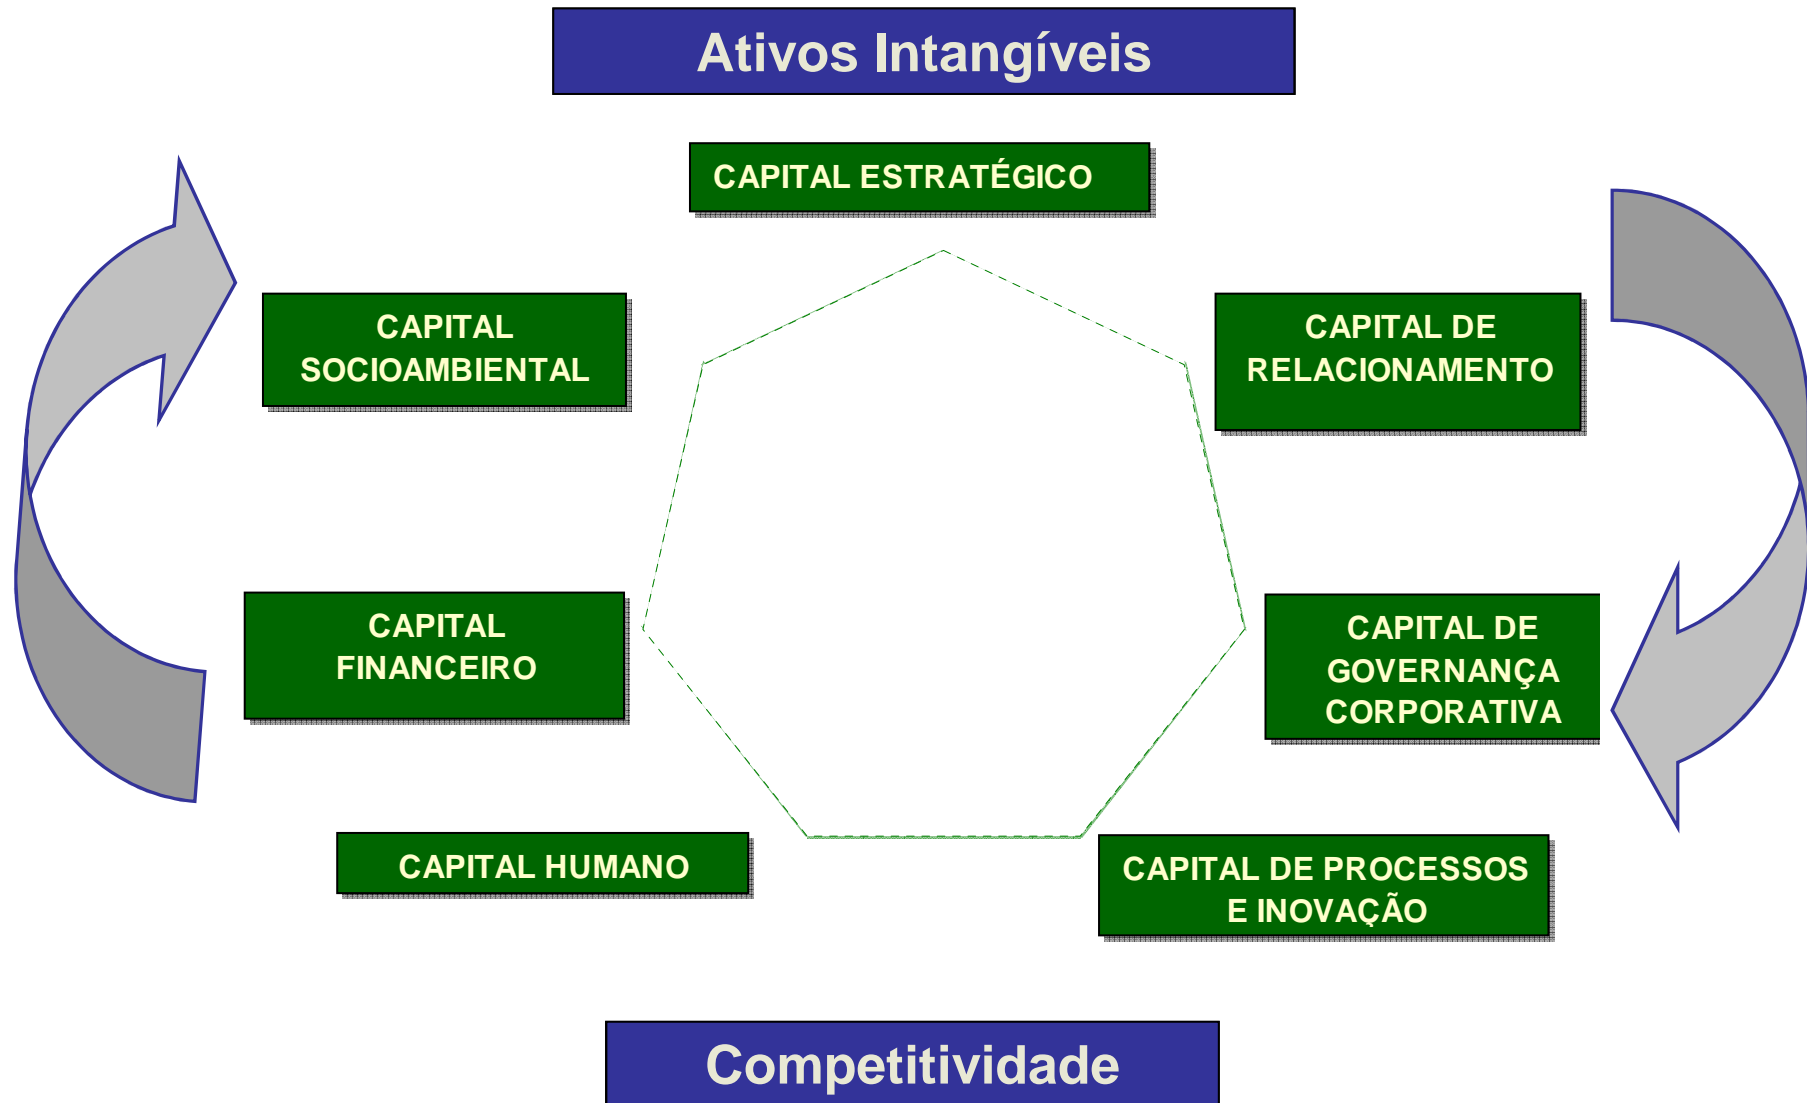 Ativos Intangíveis
CAPITAL ESTRATÉGICO
CAPITAL
SOCIOAMBIENTAL
CAPITAL DE
RELACIONAMENTO
CAPITAL
FINANCEIRO
CAPITAL DE
GOVERNANÇA
CORPORATIVA
CAPITAL HUMANO
CAPITAL DE PROCESSOS
E INOVAÇÃO
Competitividade